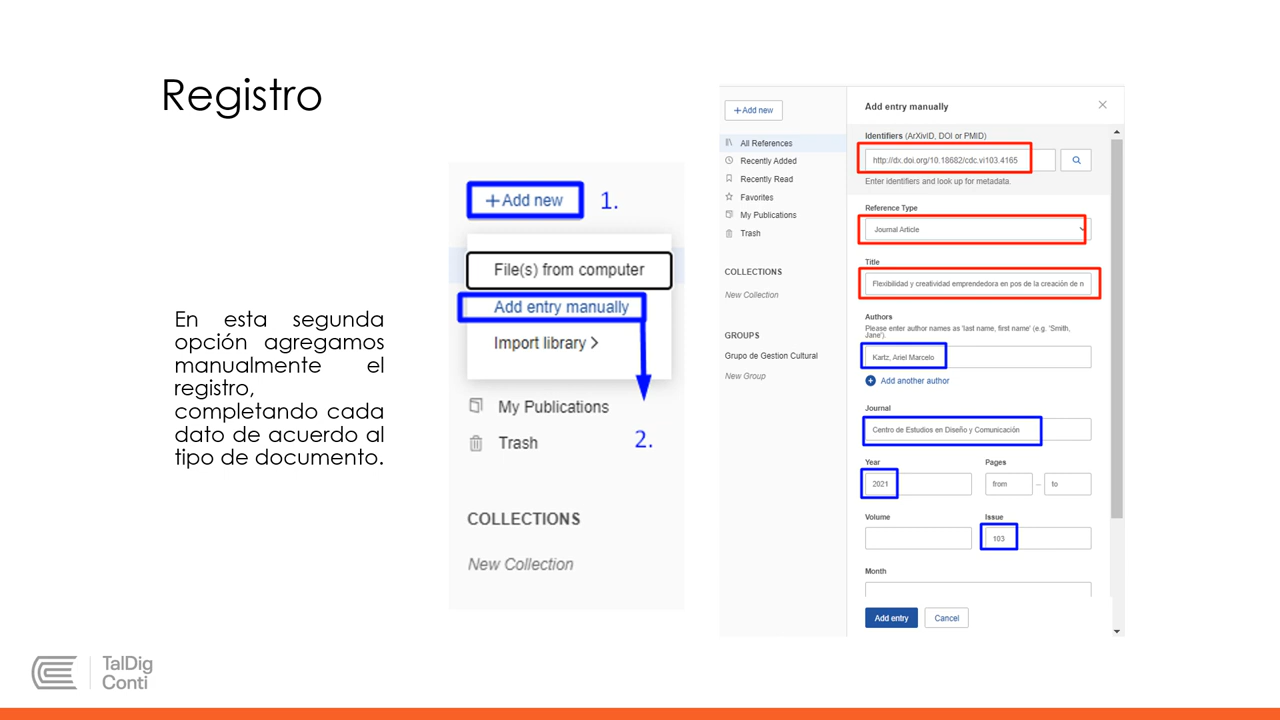 Registro
En esta segunda
opción agregamos
manualmente el
registro,
completando cada
dato de acuerdo al
tipo de documento.
+Add new 1.
File(s) from computer
Add entry manually
Import library >
My Publications
2.
Trash
COLLECTIONS
New Collection
+Add new
All References
Recently Added
Recently Read
Favorites
My Publications
Trash
COLLECTIONS
New Collection
GROUPS
Grupo de Gestion Cultural
New Group
Add entry manually
Identifiers (ArXivID, DOI or PMID)
http://dx.doi.org/10.18682/cdc.vi103.4165
Enter identifiers and look up for metadata.
Reference Type
Journal Article
Title
Flexibilidad y creatividad emprendedora en pos de la creación de n
Authors
Please enter author names as 'last name, first name' (e.g. 'Smith,
Jane').
Kartz, Ariel Marcelo
Add another author
Journal
Centro de Estudios en Diseño y Comunicación
Year Pages
2021 from – to
Volume Issue
103
Month
Add entry Cancel
TalDig
Conti